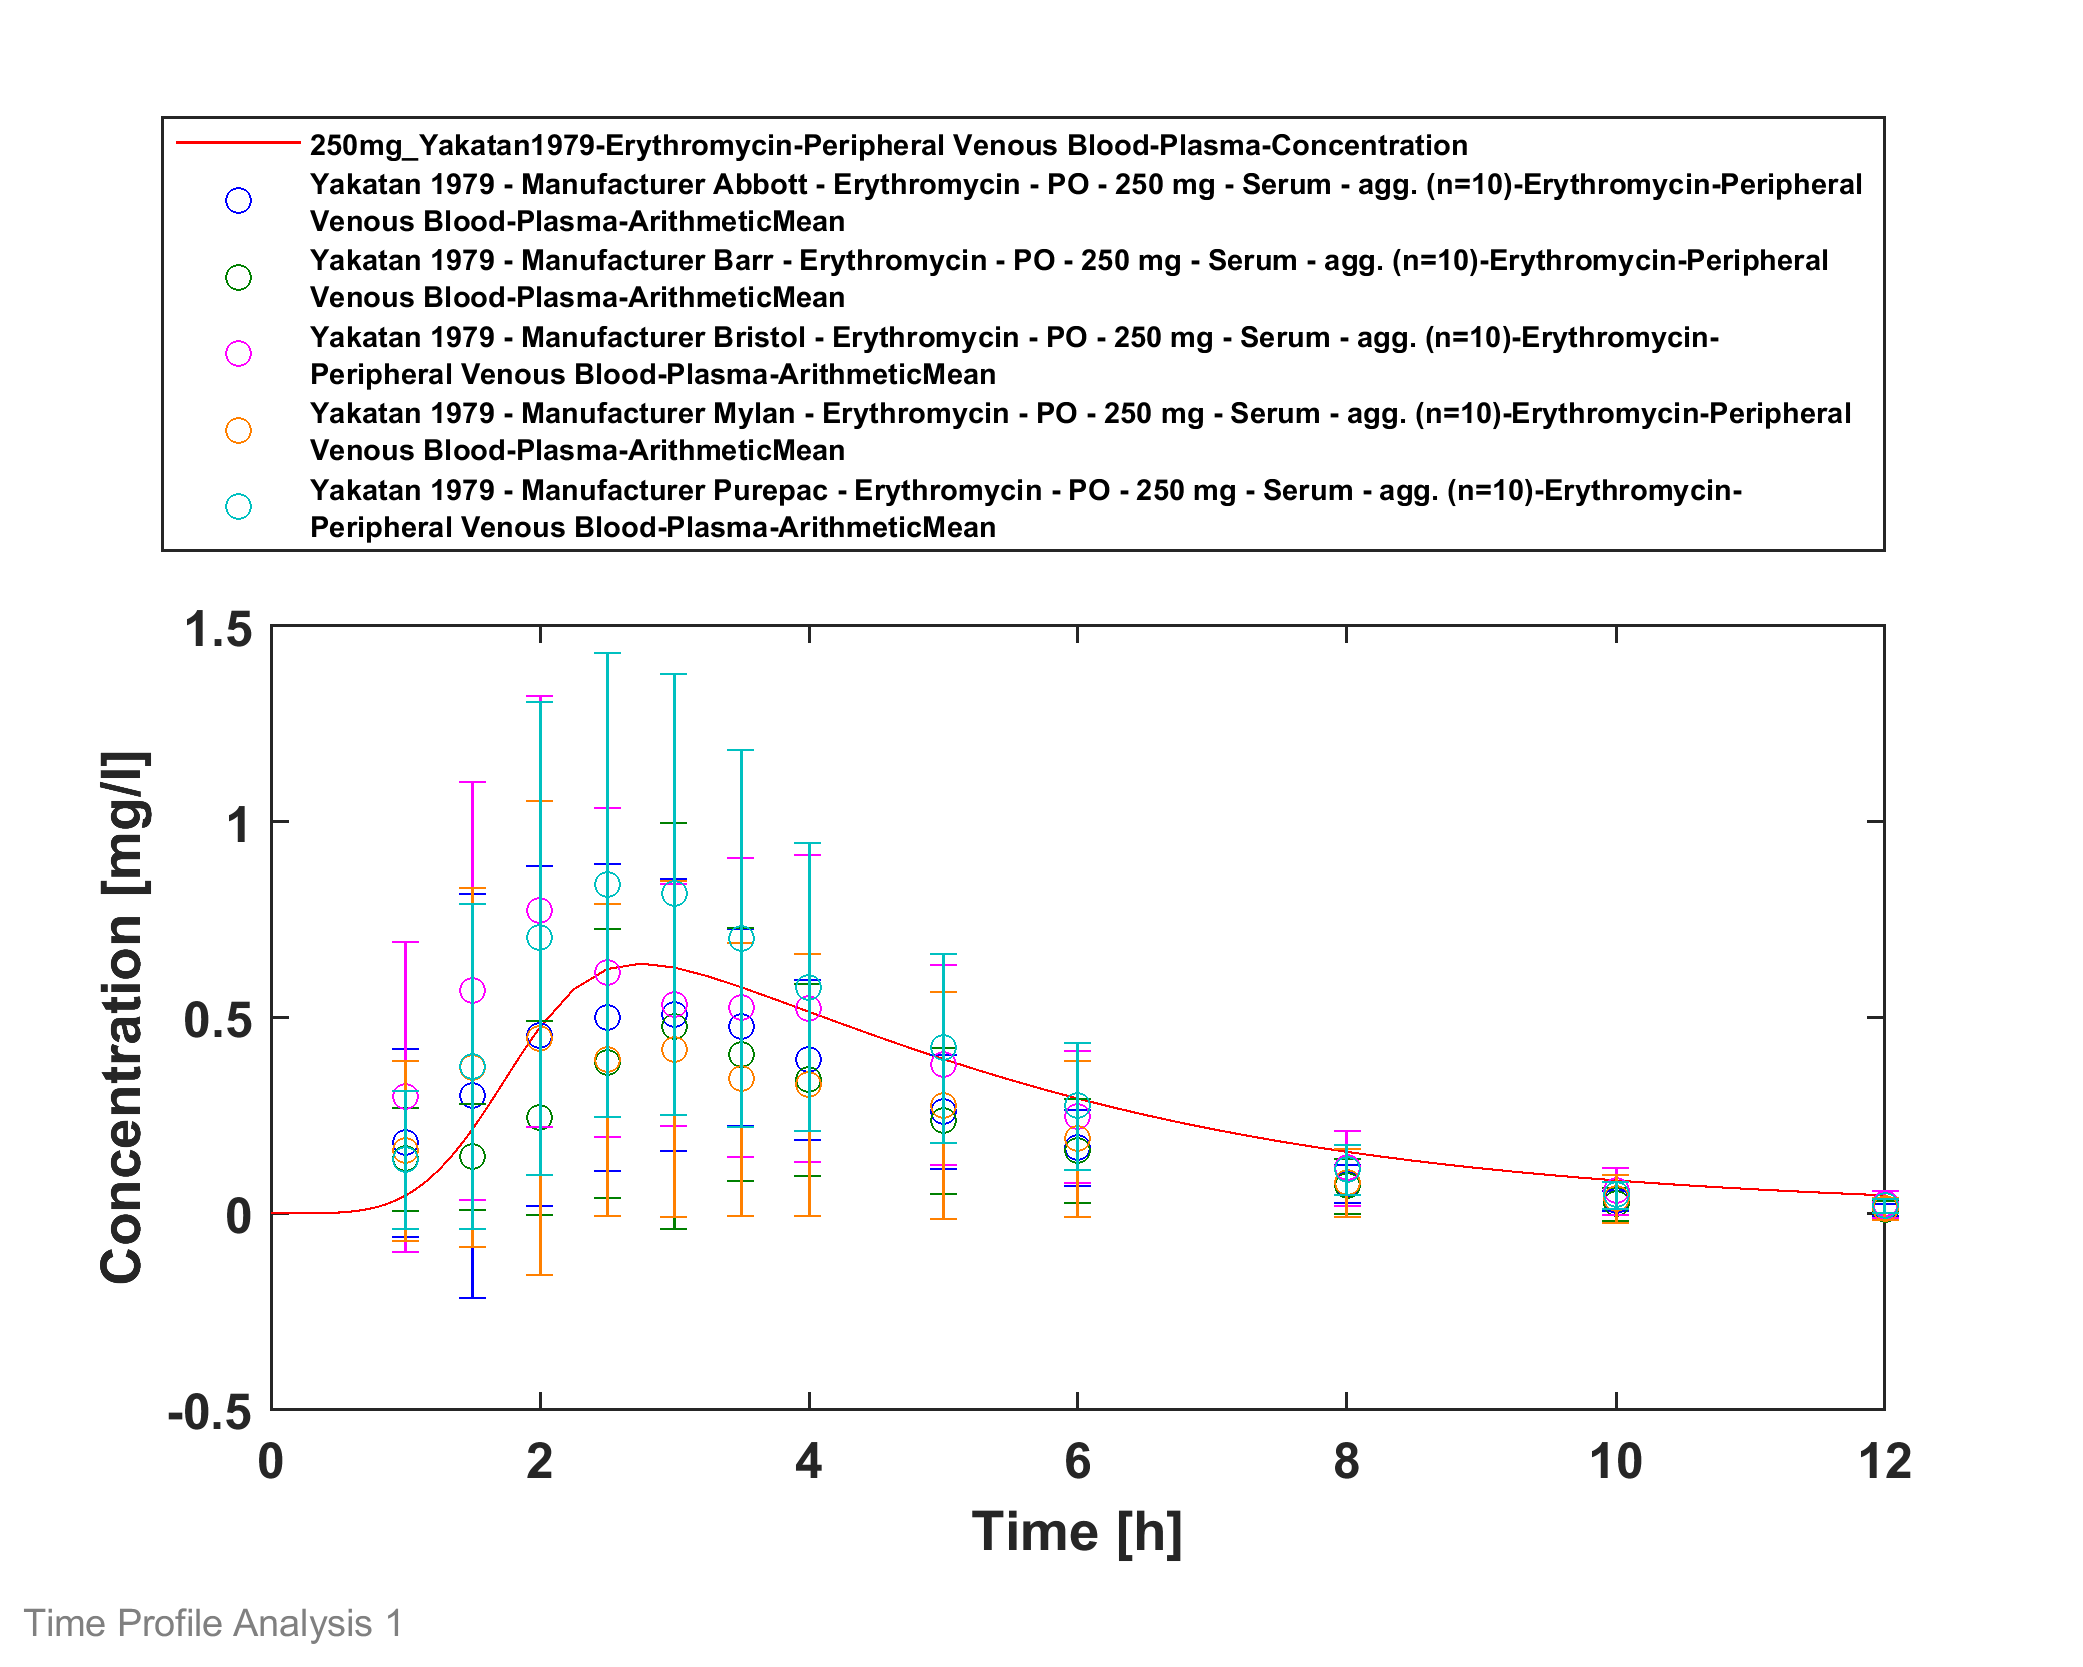 250mg_Yakatan1979-Erythromycin-Peripheral Venous Blood-Plasma-Concentration
Yakatan 1979 - Manufacturer Abbott - Erythromycin - PO - 250 mg - Serum - agg. (n=10)-Erythromycin-Peripheral
Venous Blood-Plasma-ArithmeticMean
Yakatan 1979 - Manufacturer Barr - Erythromycin - PO - 250 mg - Serum - agg. (n=10)-Erythromycin-Peripheral
Venous Blood-Plasma-ArithmeticMean
Yakatan 1979 - Manufacturer Bristol - Erythromycin - PO - 250 mg - Serum - agg. (n=10)-Erythromycin-
Peripheral Venous Blood-Plasma-ArithmeticMean
Yakatan 1979 - Manufacturer Mylan - Erythromycin - PO - 250 mg - Serum - agg. (n=10)-Erythromycin-Peripheral
Venous Blood-Plasma-ArithmeticMean
Yakatan 1979 - Manufacturer Purepac - Erythromycin - PO - 250 mg - Serum - agg. (n=10)-Erythromycin-
Peripheral Venous Blood-Plasma-ArithmeticMean
Concentration [mg/l]
1.5
1
0.5
0
-0.5
0 2 4 6 8 10 12
Time [h]
Time Profile Analysis 1